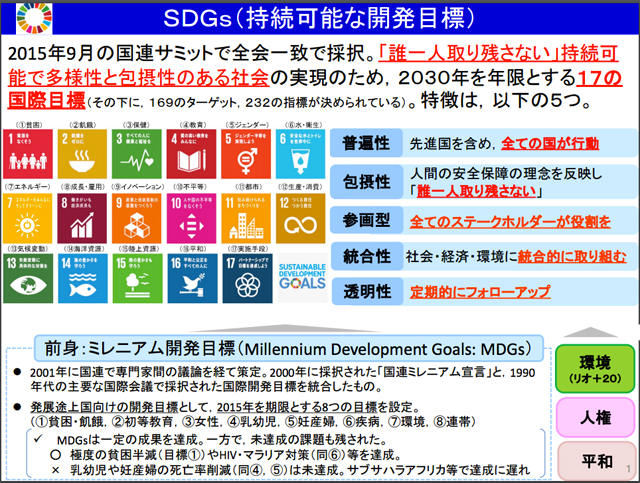 SDGs(持続可能な開発目標)
2015年9月の国連サミットで全会一致で採択。「誰一人取り残さない」持続可
能で多様性と包摂性のある社会の実現のため，2030年を年限とする17の
国際目標(その下に，169のターゲット，232の指標が決められている)。特徴は，以下の5つ。
(①貧困) (②飢餓) (③保健) (④教育) (⑤ジェンダー) (⑥水・衛生)
1 貧困をなくそう
2 飢餓をゼロに
3 すべての人に健康と福祉を
4 質の高い教育をみんなに
5 ジェンダー平等を実現しよう
6 安全な水とトイレを世界中に
(⑦エネルギー) (⑧成長・雇用) (⑨イノベーション) (⑩不平等) (⑪都市) (⑫生産・消費)
7 エネルギーをみんなにそしてクリーンに
8 働きがいも経済成長も
9 産業と技術革新の基盤をつくろう
10 人や国の不平等をなくそう
11 住み続けられるまちづくりを
12 つくる責任つかう責任
(⑬気候変動) (⑭海洋資源) (⑮陸上資源) (⑯平和) (⑰実施手段)
13 気候変動に具体的な対策を
14 海の豊かさを守ろう
15 陸の豊かさも守ろう
16 平和と公正をすべての人に
17 パートナーシップで目標を達成しよう
SUSTAINABLE
DEVELOPMENT
GOALS
普遍性 先進国を含め，全ての国が行動
包摂性 人間の安全保障の理念を反映し
「誰一人取り残さない」
参画型 全てのステークホルダーが役割を
統合性 社会・経済・環境に統合的に取り組む
透明性 定期的にフォローアップ
前身：ミレニアム開発目標(Millennium Development Goals: MDGs)
● 2001年に国連で専門家間の議論を経て策定。2000年に採択された「国連ミレニアム宣言」と，1990
年代の主要な国際会議で採択された国際開発目標を統合したもの。
● 発展途上国向けの開発目標として，2015年を期限とする8つの目標を設定。
(①貧困・飢餓，②初等教育，③女性，④乳幼児，⑤妊産婦，⑥疾病，⑦環境，⑧連帯)
✓ MDGsは一定の成果を達成。一方で，未達成の課題も残された。
○ 極度の貧困半減(目標①)やHIV・マラリア対策(同⑥)等を達成。
× 乳幼児や妊産婦の死亡率削減(同④，⑤)は未達成。サブサハラアフリカ等で達成に遅れ
環境
(リオ+20)
人権
平和
1